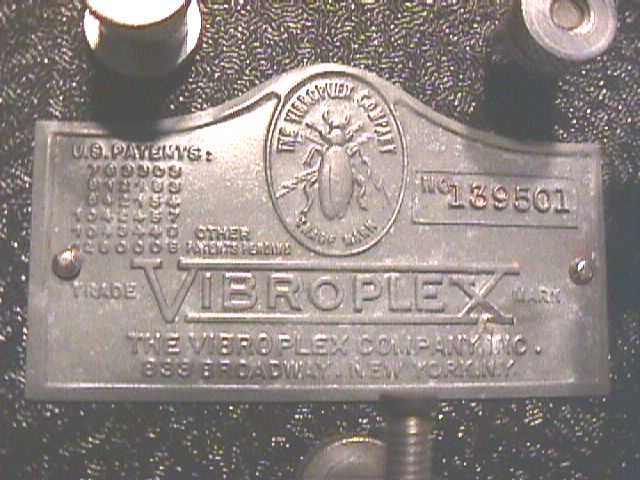 THE VIBROPLEX COMPANY
TRADE MARK
U.S. PATENTS:
1042457
OTHER
PATENTS PENDING
NO 139501
TRADE VIBROPLEX MARK
THE VIBROPLEX COMPANY, INC.
BROADWAY, NEW YORK, N.Y.